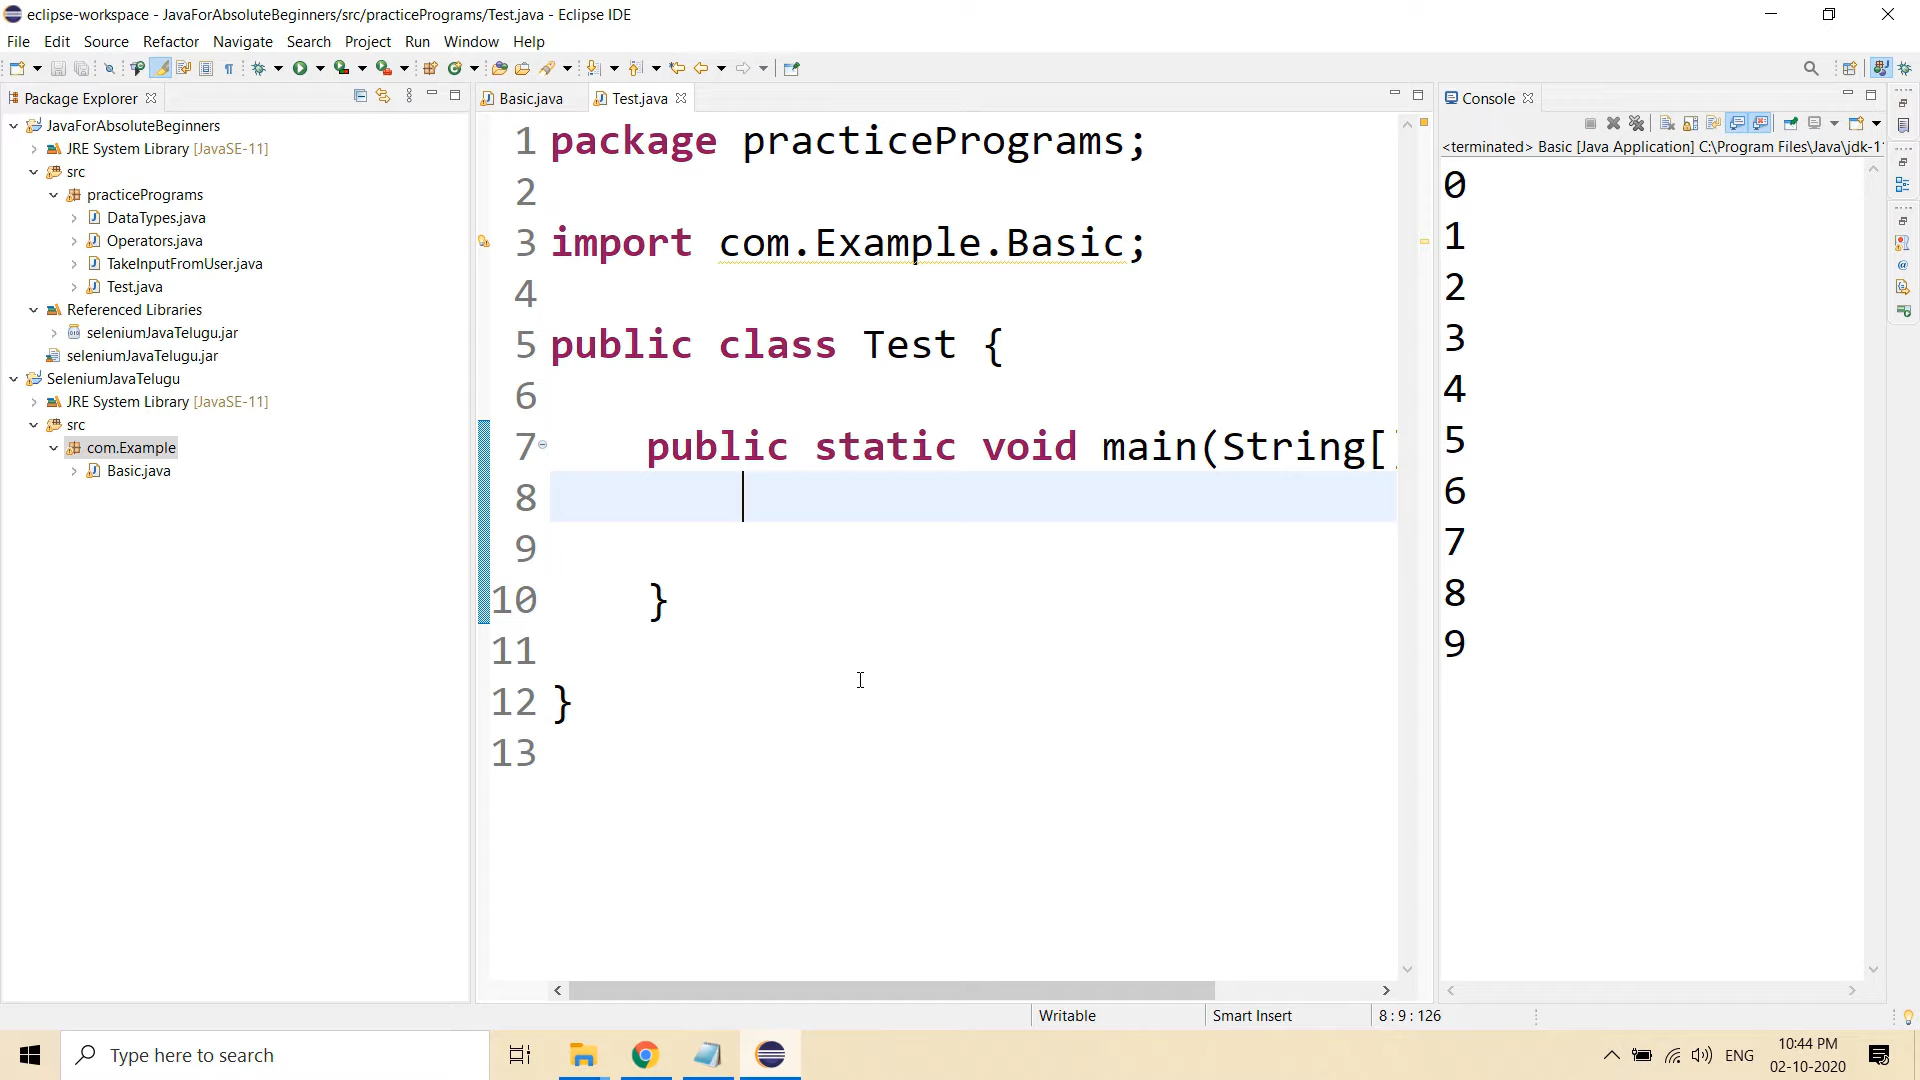 eclipse-workspace - JavaForAbsoluteBeginners/src/practicePrograms/Test.java - Eclipse IDE
File Edit Source Refactor Navigate Search Project Run Window Help
Package Explorer
JavaForAbsoluteBeginners
JRE System Library [JavaSE-11]
src
practicePrograms
DataTypes.java
Operators.java
TakeInputFromUser.java
Test.java
Referenced Libraries
seleniumJavaTelugu.jar
seleniumJavaTelugu.jar
SeleniumJavaTelugu
JRE System Library [JavaSE-11]
src
com.Example
Basic.java
Basic.java Test.java
1 package practicePrograms;
2
3 import com.Example.Basic;
4
5 public class Test {
6
7 public static void main(String[]
8
9
10 }
11
12 }
13
Console
<terminated> Basic [Java Application] C:\Program Files\Java\jdk-1
0
1
2
3
4
5
6
7
8
9
Writable Smart Insert 8 : 9 : 126
Type here to search
ENG
10:44 PM
02-10-2020